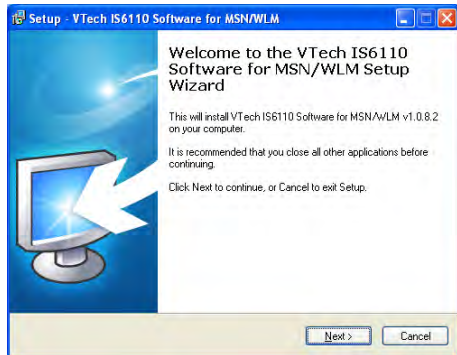 Setup - VTech IS6110 Software for MSN/WLM
Welcome to the VTech IS6110
Software for MSN/WLM Setup
Wizard
This will install VTech IS6110 Software for MSN/WLM v1.0.8.2
on your computer.
It is recommended that you close all other applications before
continuing.
Click Next to continue, or Cancel to exit Setup.
Next > Cancel